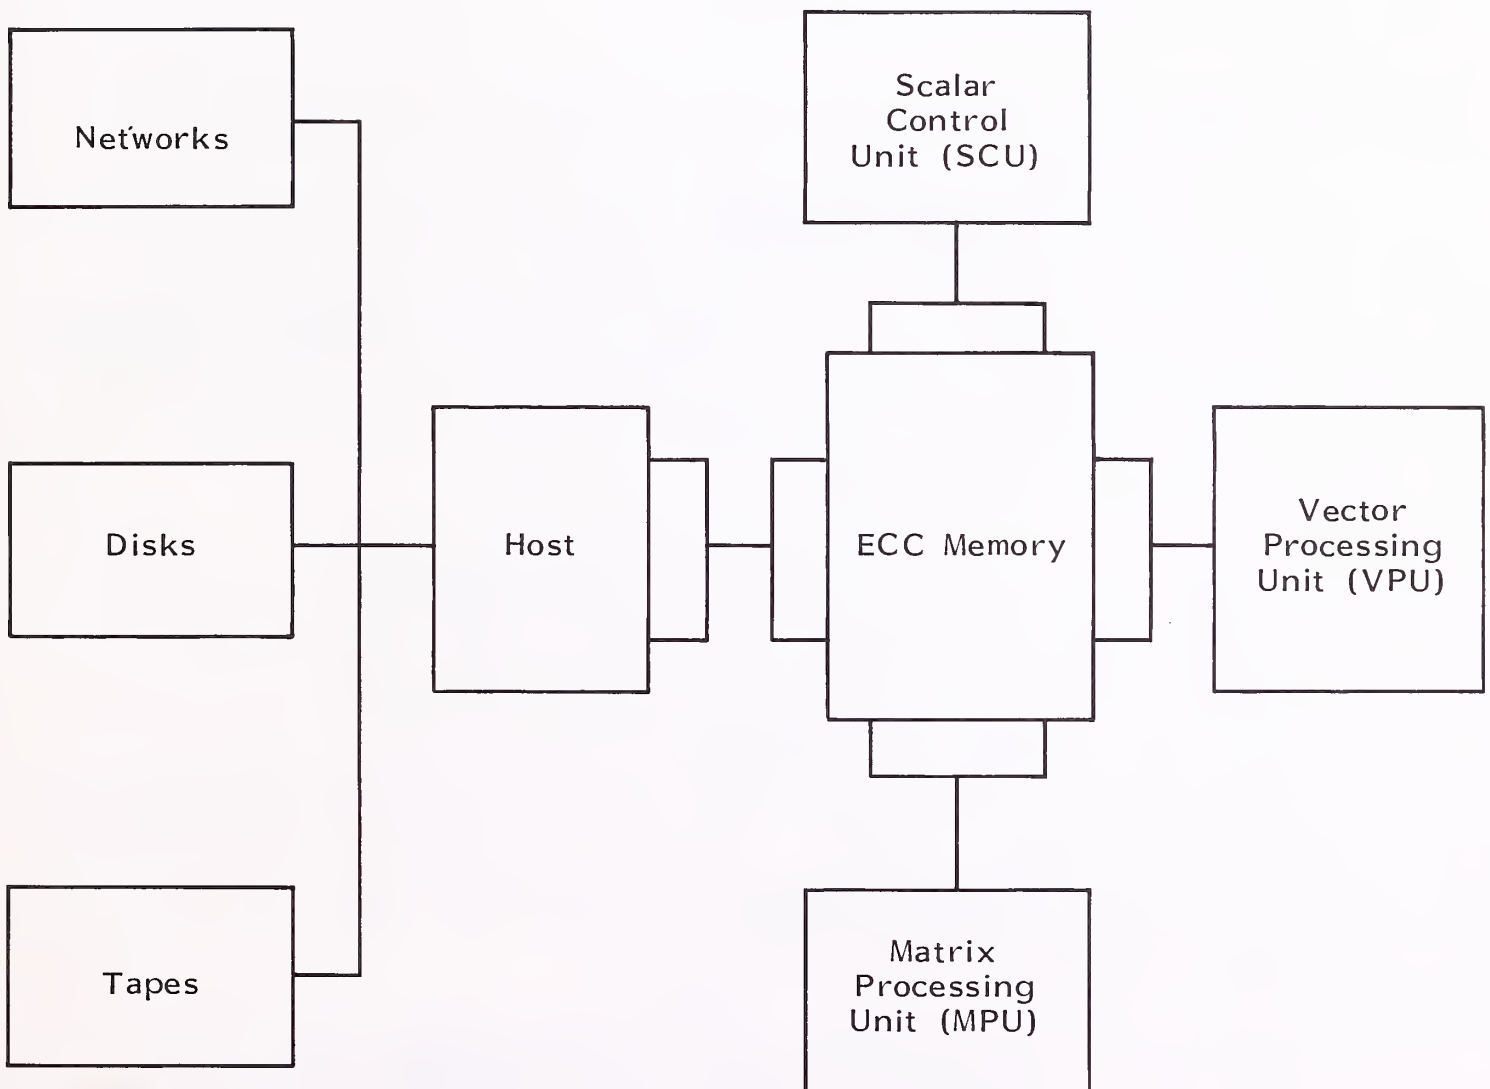 Networks
Scalar
Control
Unit (SCU)
Disks
Host
ECC Memory
Vector
Processing
Unit (VPU)
Tapes
Matrix
Processing
Unit (MPU)